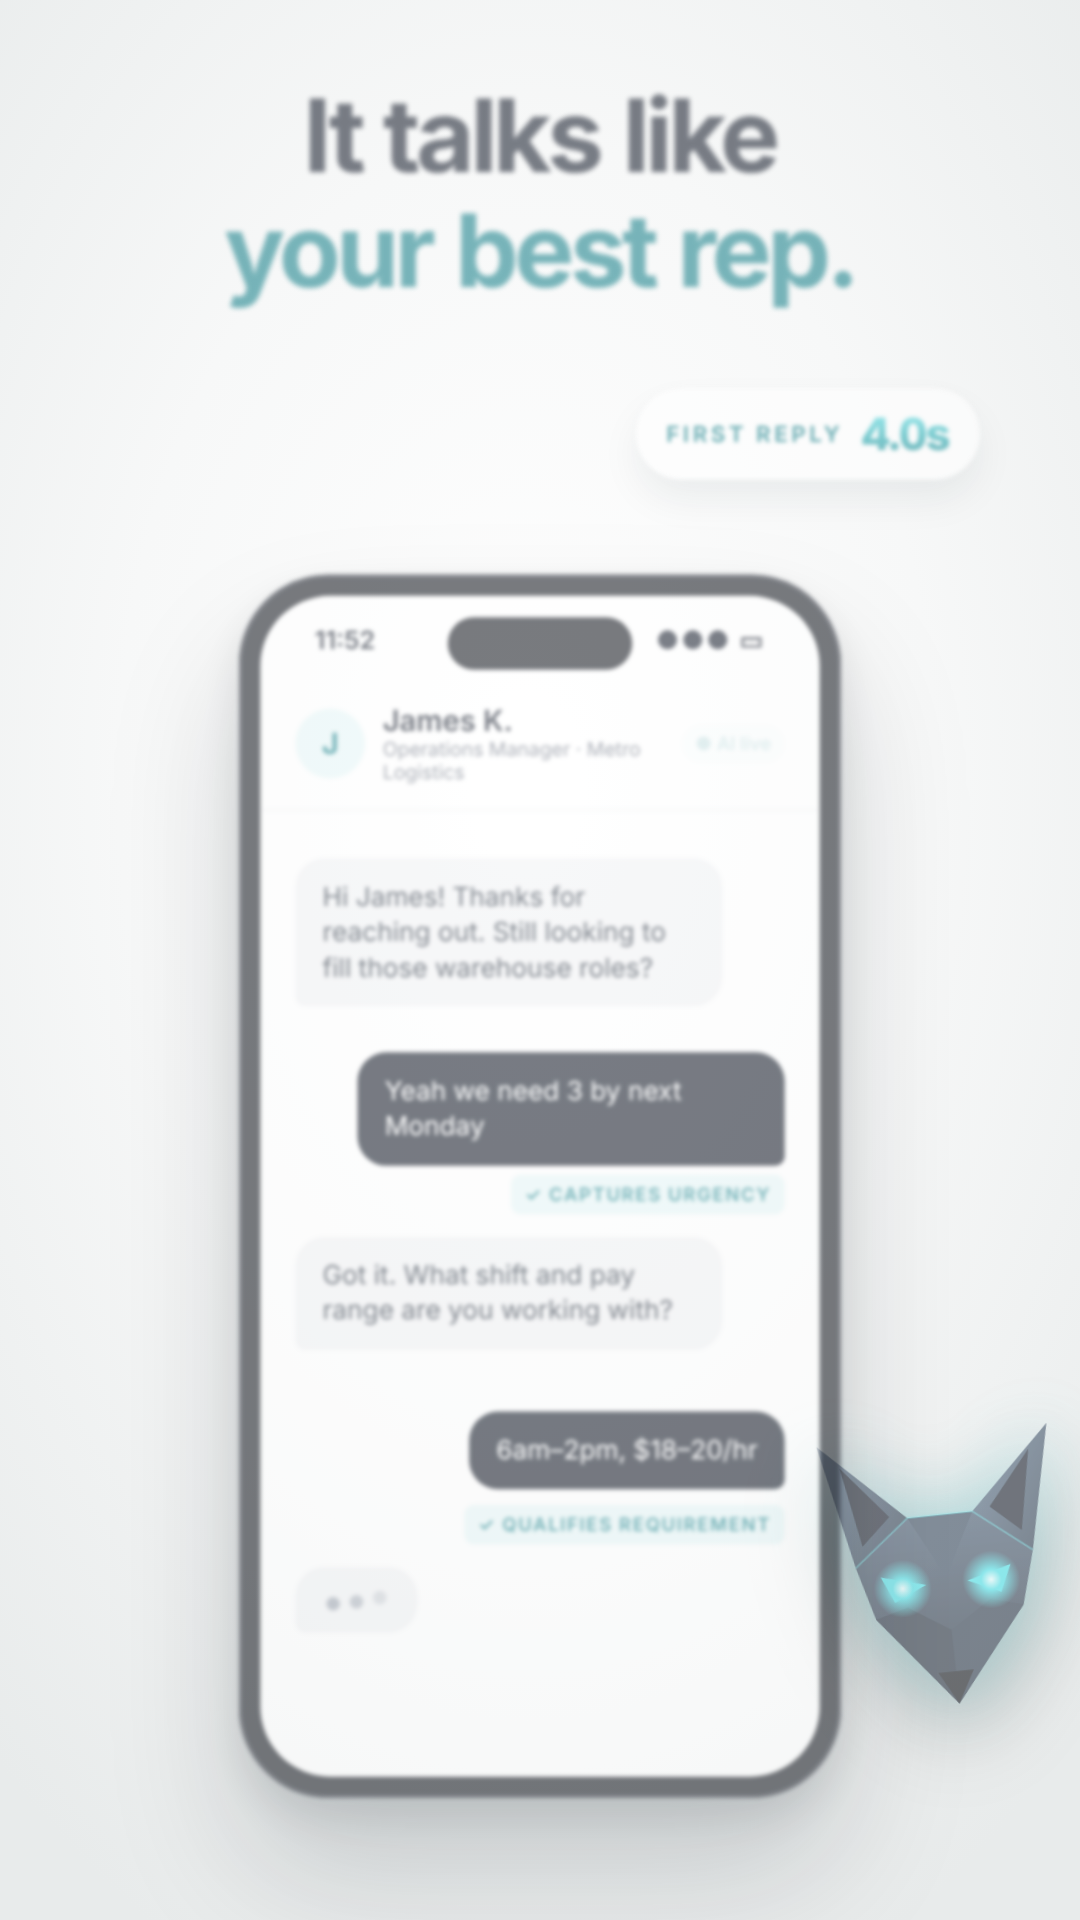 It talks like
your best rep.
FIRST REPLY 4.0s
11:52
J
James K.
Operations Manager · Metro
Logistics
AI live
Hi James! Thanks for
reaching out. Still looking to
fill those warehouse roles?
Yeah we need 3 by next
Monday
✓ CAPTURES URGENCY
Got it. What shift and pay
range are you working with?
6am–2pm, $18–20/hr
✓ QUALIFIES REQUIREMENT